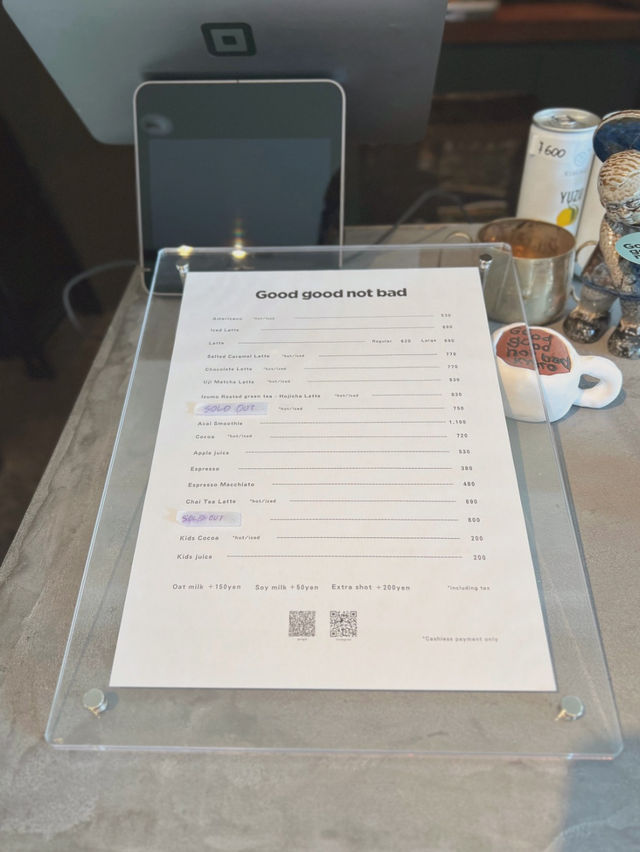 Good good not bad
Americano *hot/iced 530
Iced Latte 690
Latte Regular 620 Large 690
Salted Caramel Latte *hot/iced 770
Chocolate Latte *hot/iced 770
Uji Matcha Latte *hot/iced 830
Izumo Roasted green tea - Hojicha Latte *hot/iced 830
SOLD OUT *hot/iced 750
Acai Smoothie 1,100
Cocoa *hot/iced 720
Apple juice 530
Espresso 380
Espresso Macchiato 480
Chai Tea Latte *hot/iced 690
SOLD OUT 800
Kids Cocoa *hot/iced 200
Kids juice 200
Oat milk +150yen Soy milk +50yen Extra shot +200yen *including tax
*Cashless payment only
¥600
YUZU
Good
good
not bad